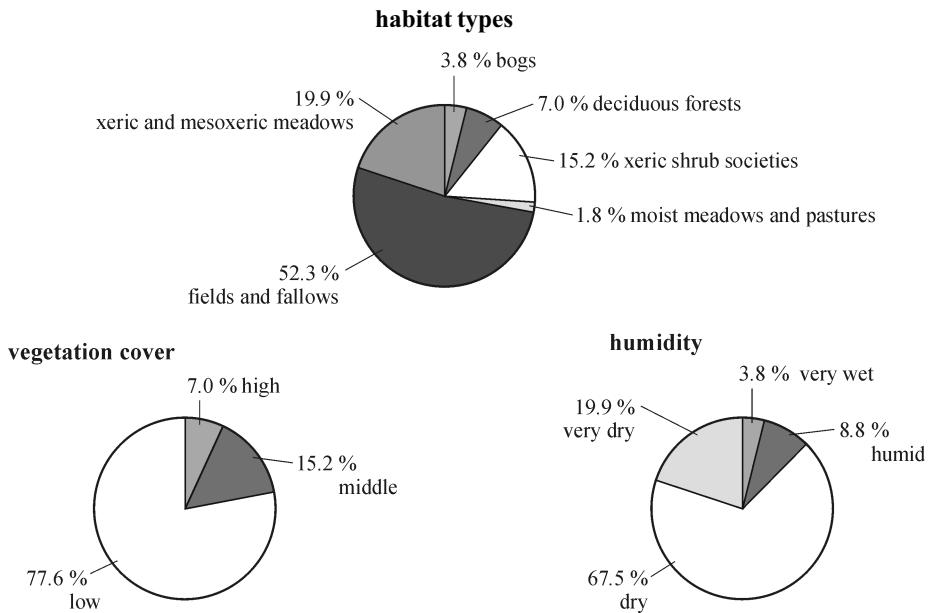 habitat types
3.8 % bogs
19.9 %
xeric and mesoxeric meadows
7.0 % deciduous forests
15.2 % xeric shrub societies
1.8 % moist meadows and pastures
52.3 %
fields and fallows
vegetation cover
7.0 % high
15.2 %
middle
77.6 %
low
humidity
3.8 % very wet
19.9 %
very dry
8.8 %
humid
67.5 %
dry